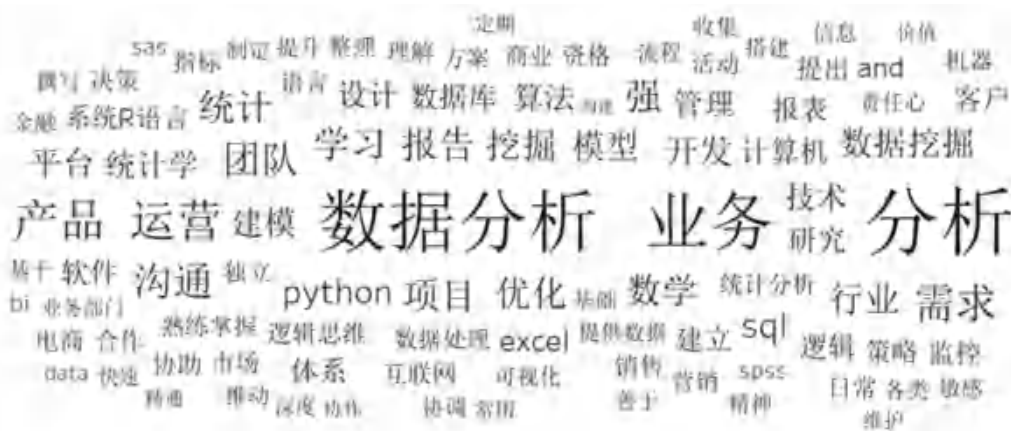 定期 收集 信息 价值
sas 指标 制定 提升 整理 理解 方案 商业 资格 流程 活动 搭建 提出 and 机器
撰写 决策 语言 设计 数据库 算法 构建 强 管理 报表 责任心 客户
金融 系统 R语言 统计
平台 统计学 团队 学习 报告 挖掘 模型 开发 计算机 数据挖掘
产品 运营 建模 数据分析 业务 技术 分析
研究
基于 软件 沟通 独立 python 项目 优化 基础 数学 统计分析 行业 需求
bi 业务部门
电商 合作 熟练掌握 逻辑思维 数据处理 excel 提供数据 建立 sql 逻辑 策略 监控
data 快速 协助 市场 体系 互联网 可视化 销售 营销 spss 日常 各类 敏感
精通 推动 深度 协作 协调 常用 善于 精神 维护